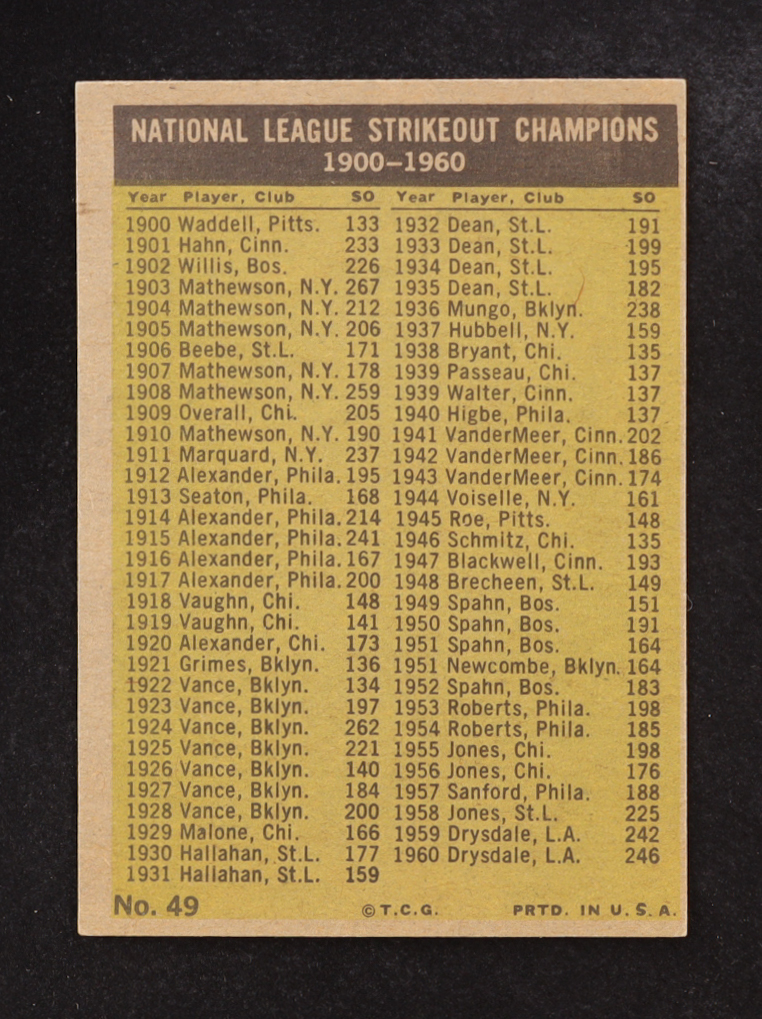 NATIONAL LEAGUE STRIKEOUT CHAMPIONS
1900–1960
Year Player, Club SO
1900 Waddell, Pitts. 133
1901 Hahn, Cinn. 233
1902 Willis, Bos. 226
1903 Mathewson, N.Y. 267
1904 Mathewson, N.Y. 212
1905 Mathewson, N.Y. 206
1906 Beebe, St.L. 171
1907 Mathewson, N.Y. 178
1908 Mathewson, N.Y. 259
1909 Overall, Chi. 205
1910 Mathewson, N.Y. 190
1911 Marquard, N.Y. 237
1912 Alexander, Phila. 195
1913 Seaton, Phila. 168
1914 Alexander, Phila. 214
1915 Alexander, Phila. 241
1916 Alexander, Phila. 167
1917 Alexander, Phila. 200
1918 Vaughn, Chi. 148
1919 Vaughn, Chi. 141
1920 Alexander, Chi. 173
1921 Grimes, Bklyn. 136
1922 Vance, Bklyn. 134
1923 Vance, Bklyn. 197
1924 Vance, Bklyn. 262
1925 Vance, Bklyn. 221
1926 Vance, Bklyn. 140
1927 Vance, Bklyn. 184
1928 Vance, Bklyn. 200
1929 Malone, Chi. 166
1930 Hallahan, St.L. 177
1931 Hallahan, St.L. 159
Year Player, Club SO
1932 Dean, St.L. 191
1933 Dean, St.L. 199
1934 Dean, St.L. 195
1935 Dean, St.L. 182
1936 Mungo, Bklyn. 238
1937 Hubbell, N.Y. 159
1938 Bryant, Chi. 135
1939 Passeau, Chi. 137
1939 Walter, Cinn. 137
1940 Higbe, Phila. 137
1941 VanderMeer, Cinn. 202
1942 VanderMeer, Cinn. 186
1943 VanderMeer, Cinn. 174
1944 Voiselle, N.Y. 161
1945 Roe, Pitts. 148
1946 Schmitz, Chi. 135
1947 Blackwell, Cinn. 193
1948 Brecheen, St.L. 149
1949 Spahn, Bos. 151
1950 Spahn, Bos. 191
1951 Spahn, Bos. 164
1951 Newcombe, Bklyn. 164
1952 Spahn, Bos. 183
1953 Roberts, Phila. 198
1954 Roberts, Phila. 185
1955 Jones, Chi. 198
1956 Jones, Chi. 176
1957 Sanford, Phila. 188
1958 Jones, St.L. 225
1959 Drysdale, L.A. 242
1960 Drysdale, L.A. 246
No. 49 © T.C.G. PRTD. IN U.S.A.